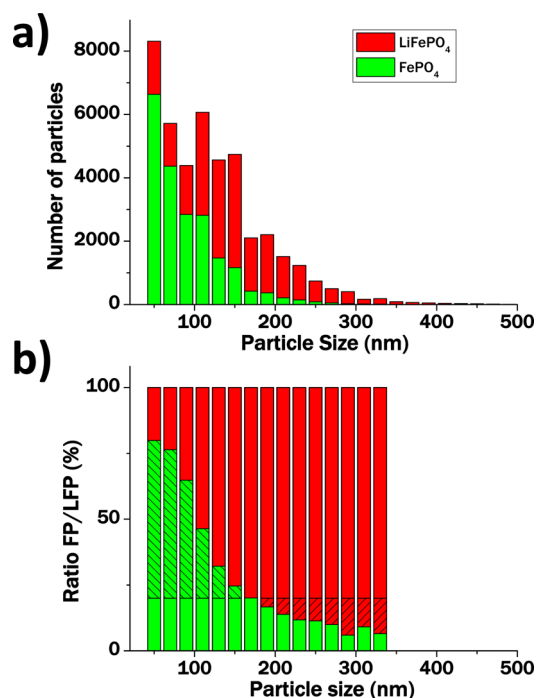 a)
8000
6000
4000
2000
0
Number of particles
LiFePO₄
FePO₄
100
200
300
400
500
Particle Size (nm)
b)
100
50
0
Ratio FP/LFP (%)
100
200
300
400
500
Particle size (nm)